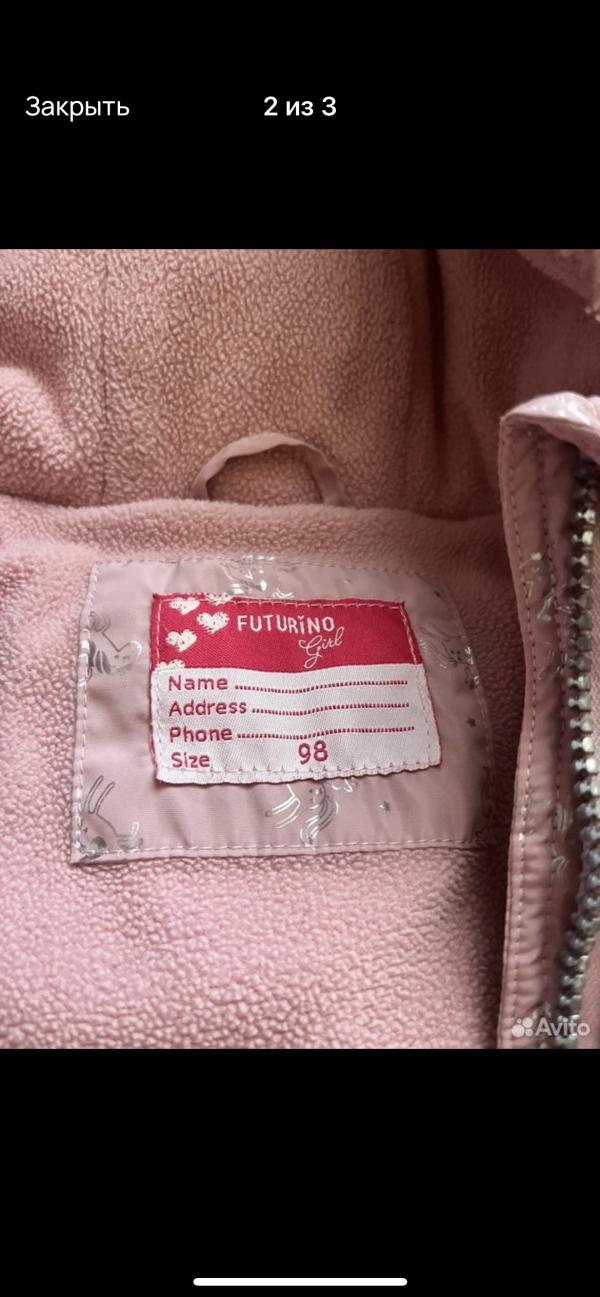 Закрыть
2 из 3
FUTURINO
Girl
Name
Address
Phone
Size 98
Avito